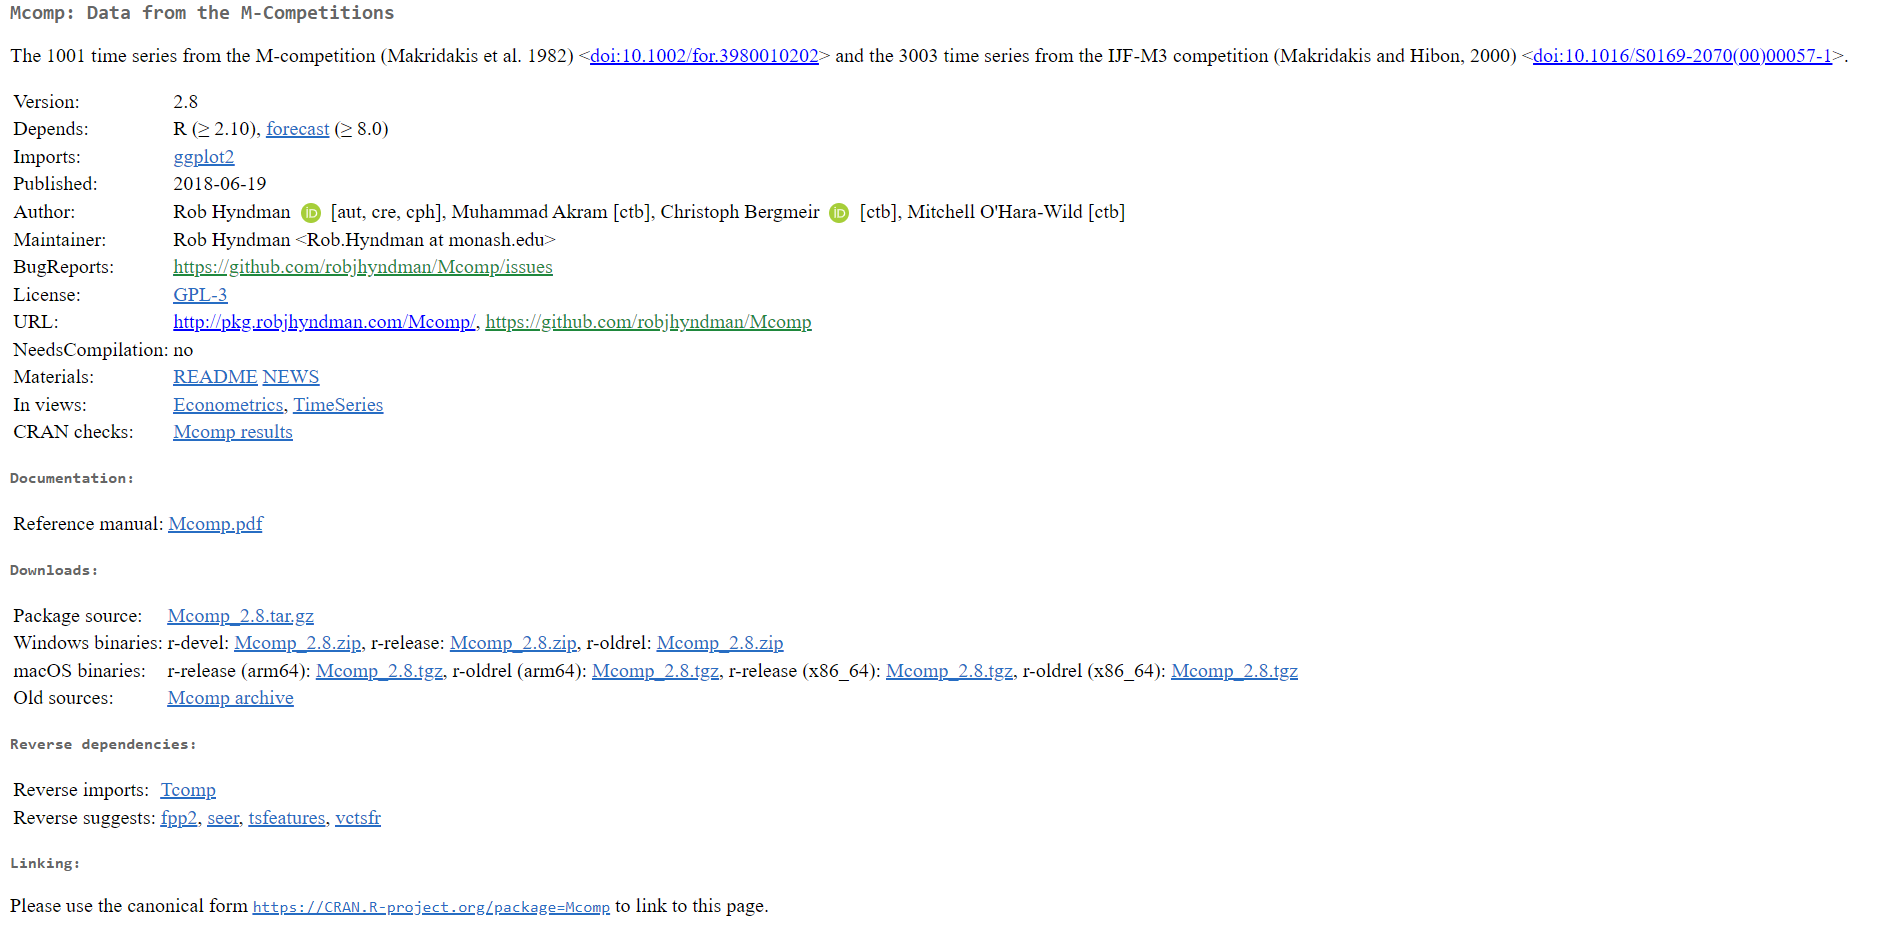 Mcomp: Data from the M-Competitions
The 1001 time series from the M-competition (Makridakis et al. 1982) <doi:10.1002/for.3980010202> and the 3003 time series from the IJF-M3 competition (Makridakis and Hibon, 2000) <doi:10.1016/S0169-2070(00)00057-1>.
Version: 2.8
Depends: R (≥ 2.10), forecast (≥ 8.0)
Imports: ggplot2
Published: 2018-06-19
Author: Rob Hyndman iD [aut, cre, cph], Muhammad Akram [ctb], Christoph Bergmeir iD [ctb], Mitchell O'Hara-Wild [ctb]
Maintainer: Rob Hyndman <Rob.Hyndman at monash.edu>
BugReports: https://github.com/robjhyndman/Mcomp/issues
License: GPL-3
URL: http://pkg.robjhyndman.com/Mcomp/, https://github.com/robjhyndman/Mcomp
NeedsCompilation: no
Materials: README NEWS
In views: Econometrics, TimeSeries
CRAN checks: Mcomp results
Documentation:
Reference manual: Mcomp.pdf
Downloads:
Package source: Mcomp_2.8.tar.gz
Windows binaries: r-devel: Mcomp_2.8.zip, r-release: Mcomp_2.8.zip, r-oldrel: Mcomp_2.8.zip
macOS binaries: r-release (arm64): Mcomp_2.8.tgz, r-oldrel (arm64): Mcomp_2.8.tgz, r-release (x86_64): Mcomp_2.8.tgz, r-oldrel (x86_64): Mcomp_2.8.tgz
Old sources: Mcomp archive
Reverse dependencies:
Reverse imports: Tcomp
Reverse suggests: fpp2, seer, tsfeatures, vctsfr
Linking:
Please use the canonical form https://CRAN.R-project.org/package=Mcomp to link to this page.